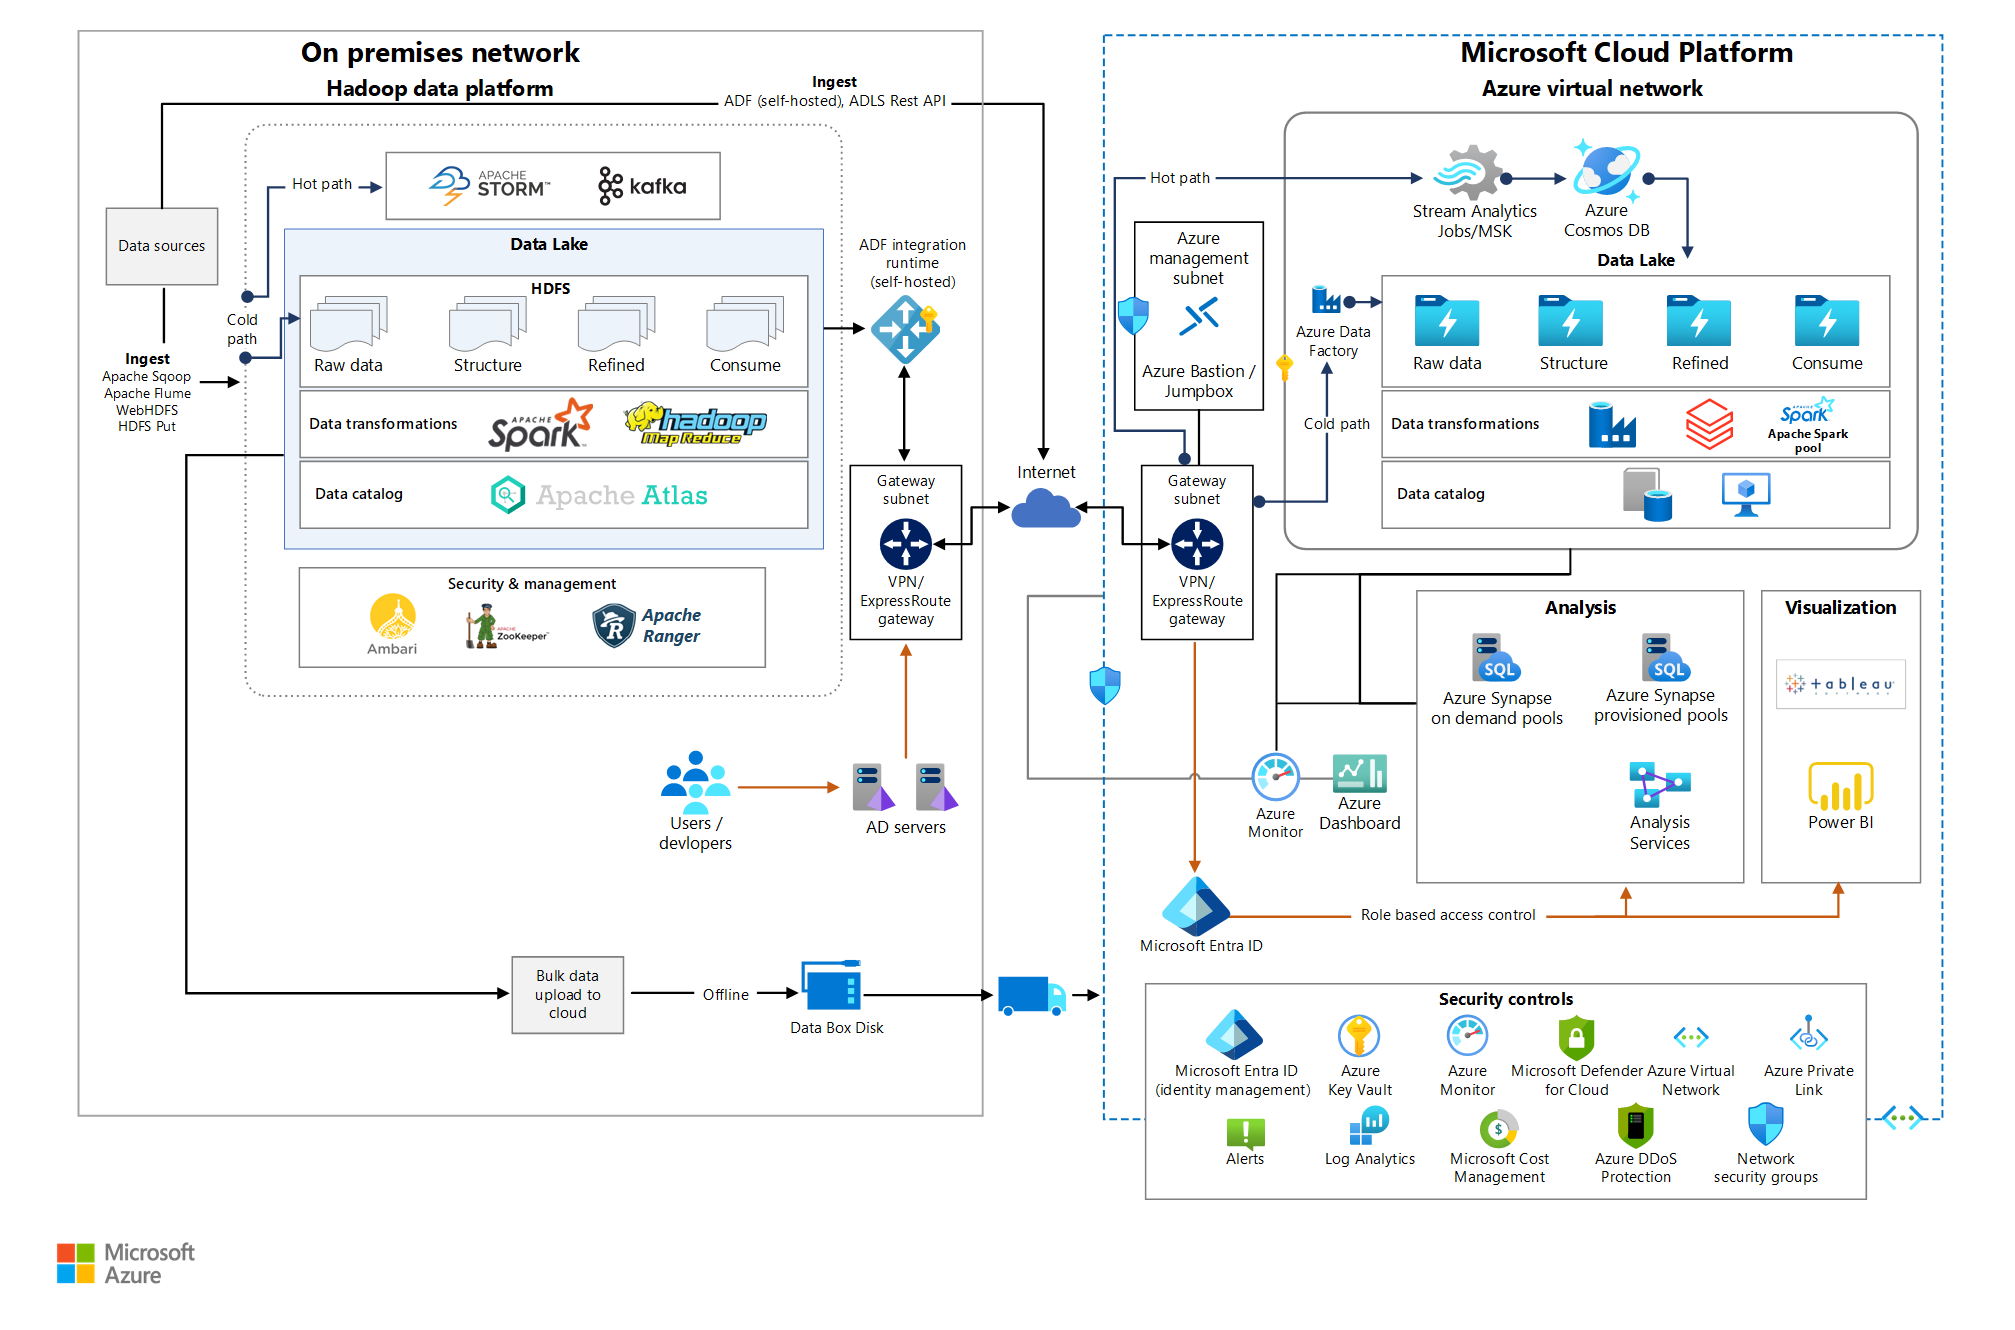 On premises network
Hadoop data platform
Ingest
ADF (self-hosted), ADLS Rest API
Hot path
APACHE
STORM™
kafka
Data sources
Data Lake
HDFS
Raw data
Structure
Refined
Consume
Cold
path
Ingest
Apache Sqoop
Apache Flume
WebHDFS
HDFS Put
Data transformations
APACHE
Spark™
hadoop
Map Reduce
Data catalog
Apache Atlas
Security & management
Ambari
APACHE
ZooKeeper™
Apache
Ranger
ADF integration
runtime
(self-hosted)
Gateway
subnet
VPN/
ExpressRoute
gateway
Internet
Users /
devlopers
AD servers
Bulk data
upload to
cloud
Offline
Data Box Disk
Microsoft Cloud Platform
Azure virtual network
Hot path
Stream Analytics
Jobs/MSK
Azure
Cosmos DB
Azure
management
subnet
Azure Bastion /
Jumpbox
Data Lake
Azure Data
Factory
Raw data
Structure
Refined
Consume
Cold path
Data transformations
APACHE
Spark
Apache Spark
pool
Data catalog
Gateway
subnet
VPN/
ExpressRoute
gateway
Analysis
SQL
Azure Synapse
on demand pools
SQL
Azure Synapse
provisioned pools
Analysis
Services
Visualization
+ableau
SOFTWARE
Power BI
Azure
Monitor
Azure
Dashboard
Microsoft Entra ID
Role based access control
Security controls
Microsoft Entra ID
(identity management)
Azure
Key Vault
Azure
Monitor
Microsoft Defender
for Cloud
Azure Virtual
Network
Azure Private
Link
Alerts
Log Analytics
$
Microsoft Cost
Management
Azure DDoS
Protection
Network
security groups
Microsoft
Azure